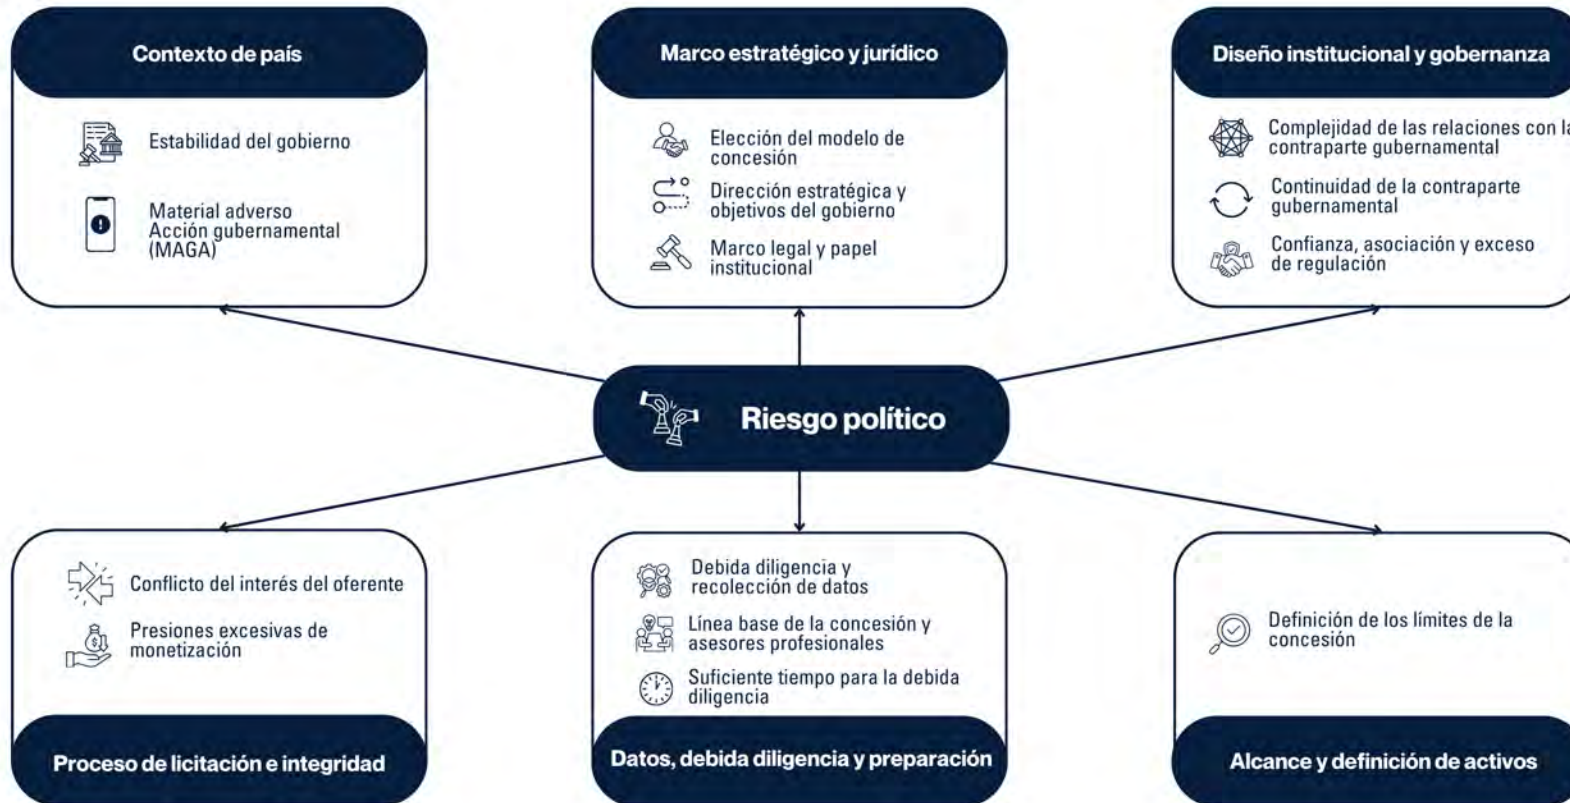 Contexto de país
Estabilidad del gobierno
Material adverso
Acción gubernamental
(MAGA)
Marco estratégico y jurídico
Elección del modelo de
concesión
Dirección estratégica y
objetivos del gobierno
Marco legal y papel
institucional
Diseño institucional y gobernanza
Complejidad de las relaciones con la
contraparte gubernamental
Continuidad de la contraparte
gubernamental
Confianza, asociación y exceso
de regulación
Riesgo político
Conflicto del interés del oferente
Presiones excesivas de
monetización
Proceso de licitación e integridad
Debida diligencia y
recolección de datos
Línea base de la concesión y
asesores profesionales
Suficiente tiempo para la debida
diligencia
Datos, debida diligencia y preparación
Definición de los límites de la
concesión
Alcance y definición de activos